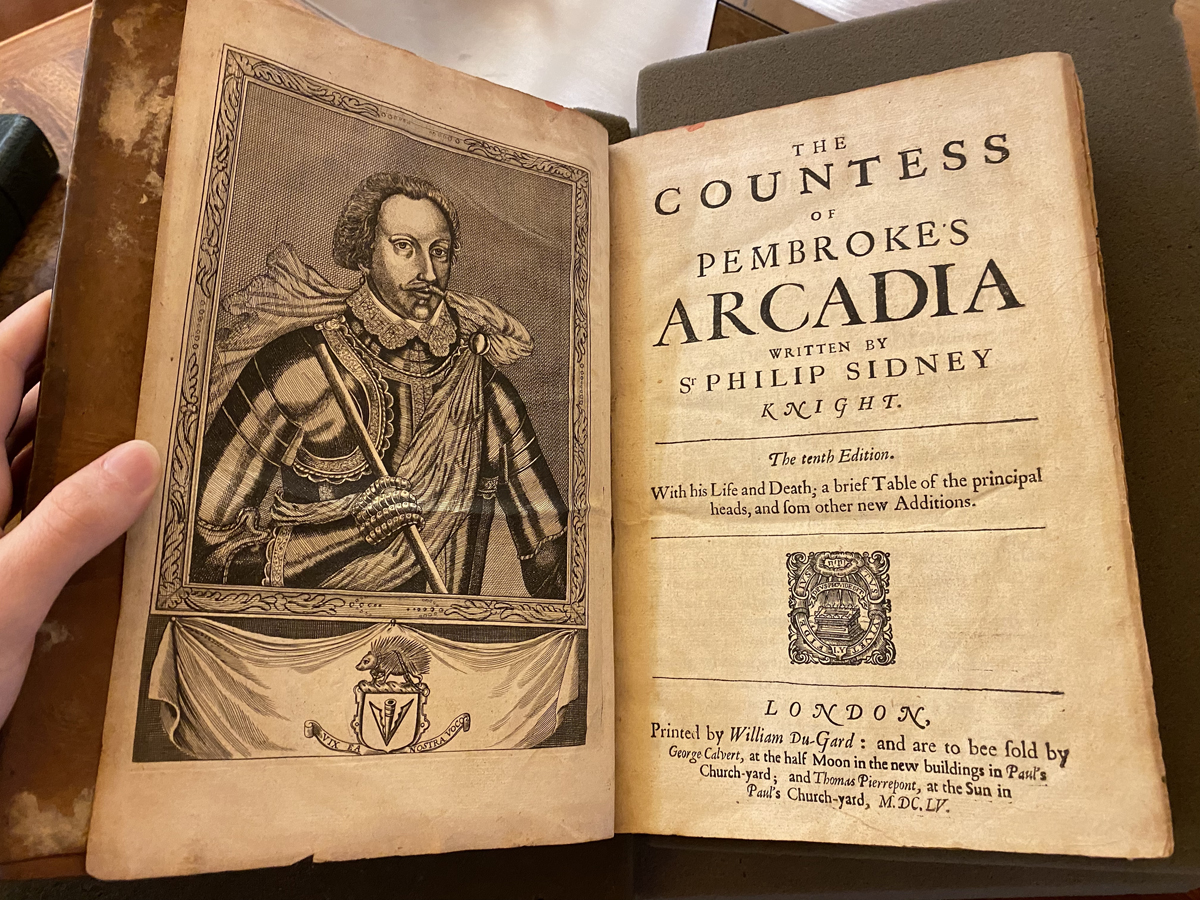 VIX EA NOSTRA VOCO
THE
COUNTESS
OF
PEMBROKE'S
ARCADIA
WRITTEN BY
Sr PHILIP SIDNEY
KNIGHT.
The tenth Edition.
With his Life and Death; a brief Table of the principal
heads, and ſom other new Additions.
LONDON,
Printed by William Du-Gard : and are to bee ſold by
George Calvert, at the half Moon in the new buildings in Paul's
Church-yard; and Thomas Pierrepont, at the Sun in
Paul's Church-yard, M.DC.LV.